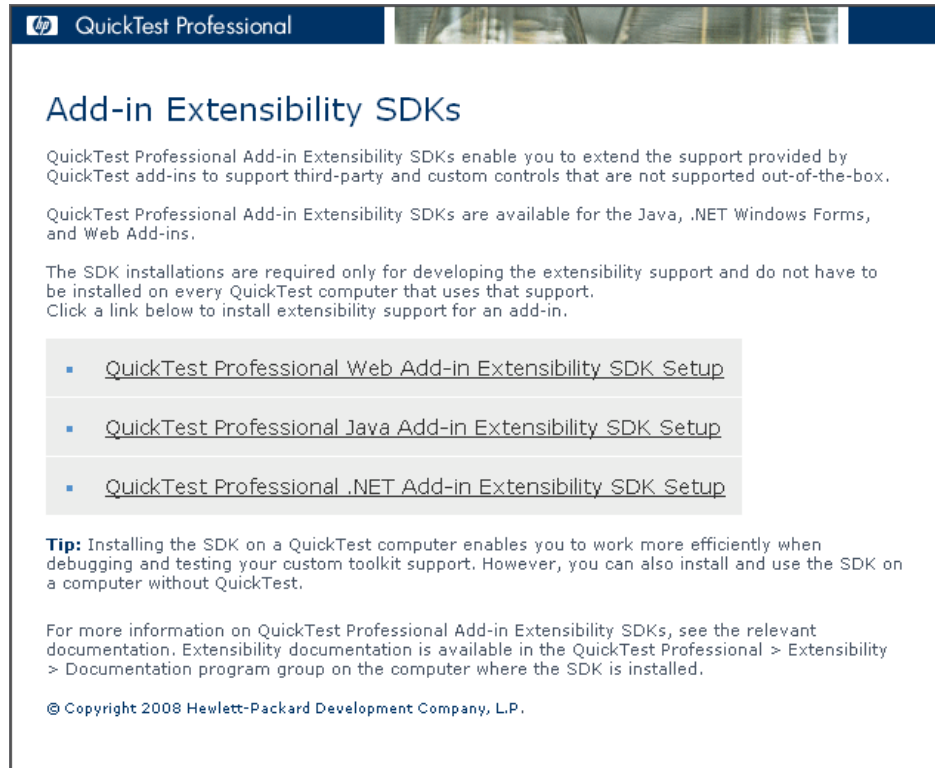 hp QuickTest Professional
Add-in Extensibility SDKs
QuickTest Professional Add-in Extensibility SDKs enable you to extend the support provided by
QuickTest add-ins to support third-party and custom controls that are not supported out-of-the-box.
QuickTest Professional Add-in Extensibility SDKs are available for the Java, .NET Windows Forms,
and Web Add-ins.
The SDK installations are required only for developing the extensibility support and do not have to
be installed on every QuickTest computer that uses that support.
Click a link below to install extensibility support for an add-in.
▪ QuickTest Professional Web Add-in Extensibility SDK Setup
▪ QuickTest Professional Java Add-in Extensibility SDK Setup
▪ QuickTest Professional .NET Add-in Extensibility SDK Setup
Tip: Installing the SDK on a QuickTest computer enables you to work more efficiently when
debugging and testing your custom toolkit support. However, you can also install and use the SDK on
a computer without QuickTest.
For more information on QuickTest Professional Add-in Extensibility SDKs, see the relevant
documentation. Extensibility documentation is available in the QuickTest Professional > Extensibility
> Documentation program group on the computer where the SDK is installed.
© Copyright 2008 Hewlett-Packard Development Company, L.P.